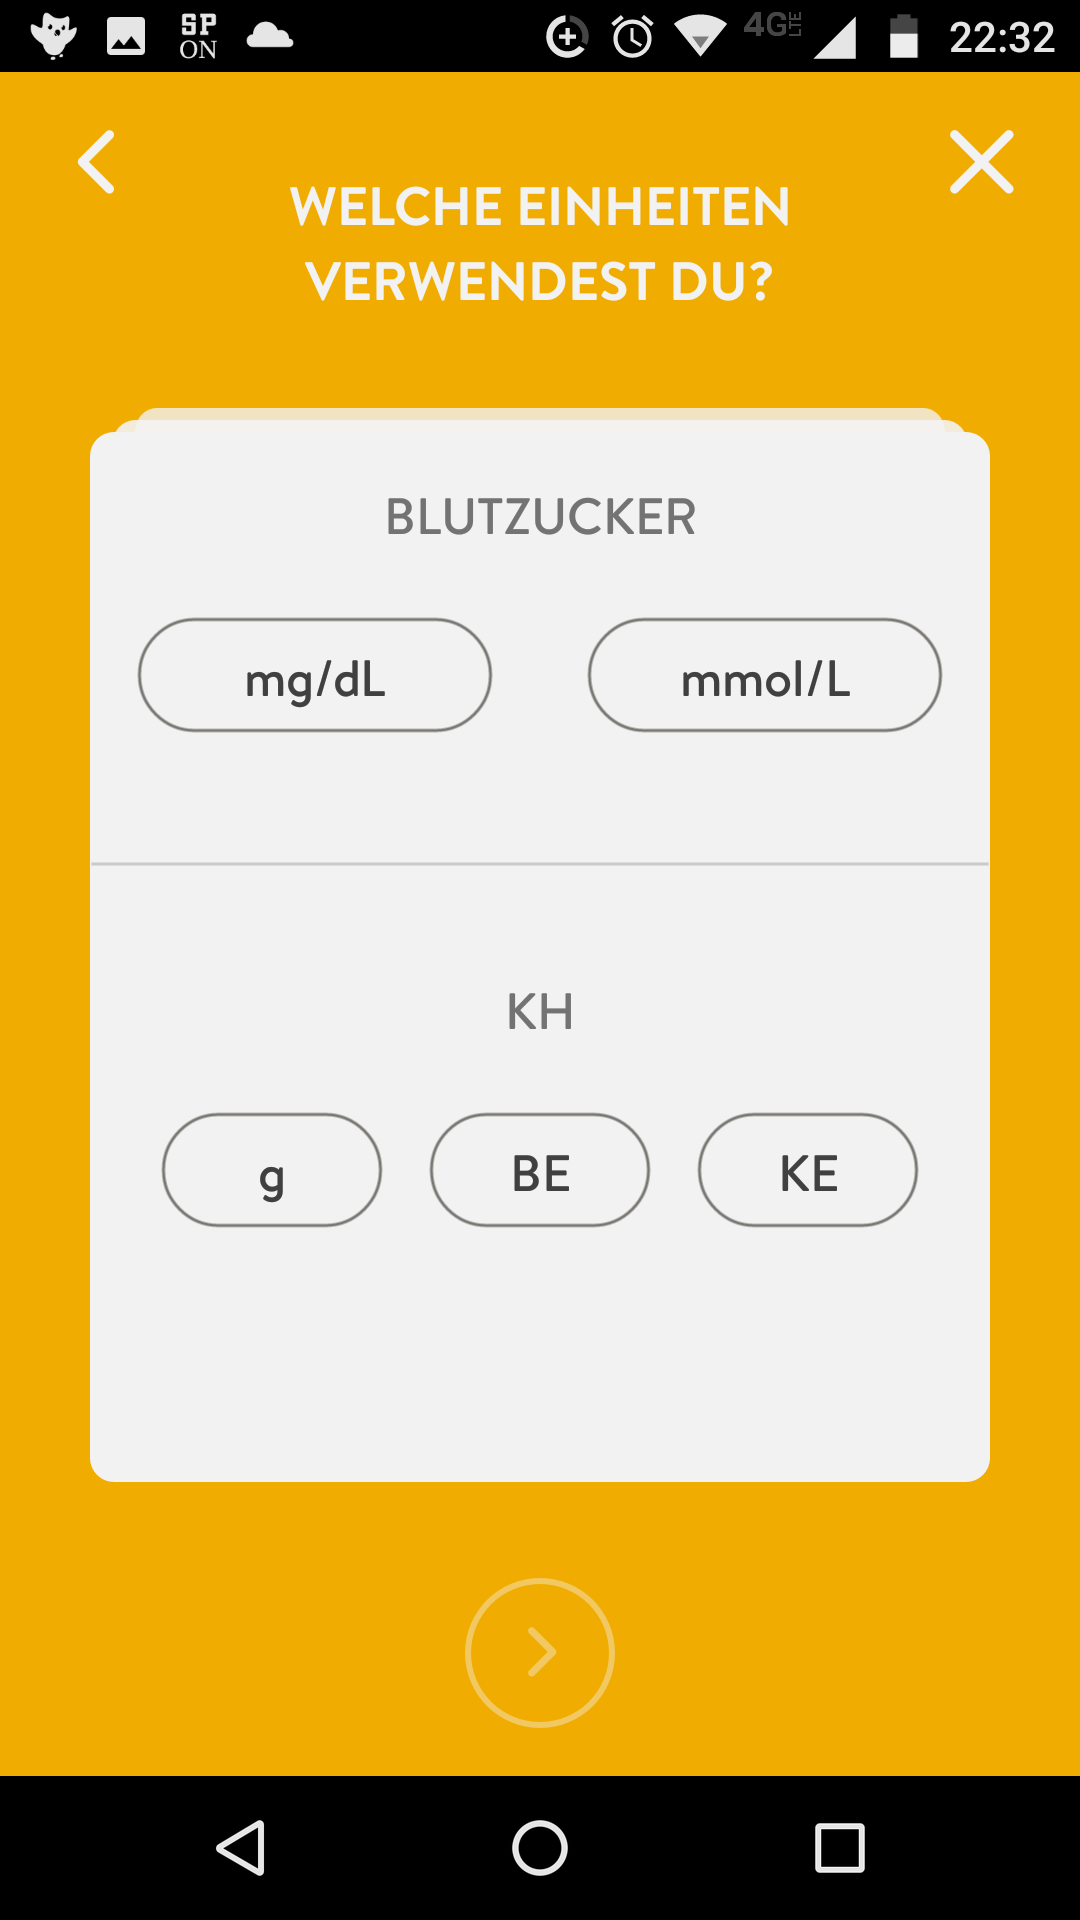 SP
ON
4G LTE
22:32
WELCHE EINHEITEN
VERWENDEST DU?
BLUTZUCKER
mg/dL mmol/L
KH
g BE KE